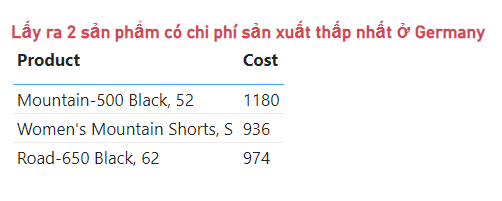 Lấy ra 2 sản phẩm có chi phí sản xuất thấp nhất ở Germany
Product Cost
Mountain-500 Black, 52 1180
Women's Mountain Shorts, S 936
Road-650 Black, 62 974